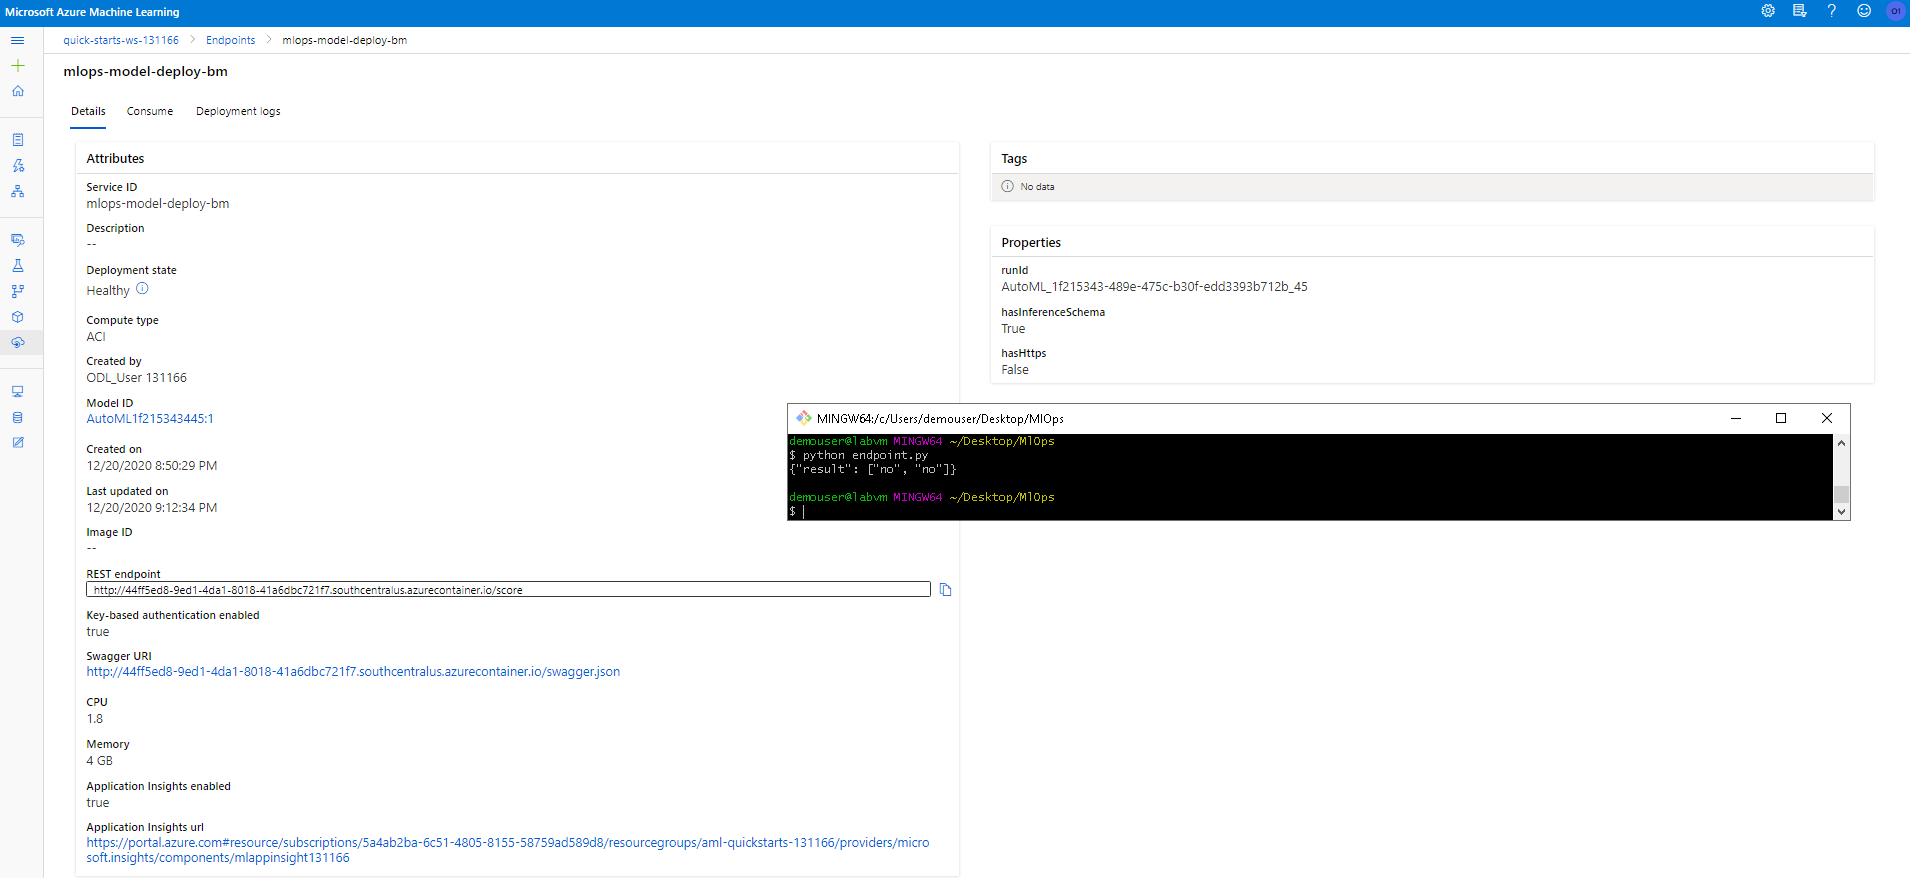 Microsoft Azure Machine Learning
O1
quick-starts-ws-131166 > Endpoints > mlops-model-deploy-bm
mlops-model-deploy-bm
Details Consume Deployment logs
Attributes
Service ID
mlops-model-deploy-bm
Description
--
Deployment state
Healthy
Compute type
ACI
Created by
ODL_User 131166
Model ID
AutoML1f215343445:1
Created on
12/20/2020 8:50:29 PM
Last updated on
12/20/2020 9:12:34 PM
Image ID
--
REST endpoint
http://44ff5ed8-9ed1-4da1-8018-41a6dbc721f7.southcentralus.azurecontainer.io/score
Key-based authentication enabled
true
Swagger URI
http://44ff5ed8-9ed1-4da1-8018-41a6dbc721f7.southcentralus.azurecontainer.io/swagger.json
CPU
1.8
Memory
4 GB
Application Insights enabled
true
Application Insights url
https://portal.azure.com#resource/subscriptions/5a4ab2ba-6c51-4805-8155-58759ad589d8/resourcegroups/aml-quickstarts-131166/providers/micro
soft.insights/components/mlappinsight131166
Tags
No data
Properties
runId
AutoML_1f215343-489e-475c-b30f-edd3393b712b_45
hasInferenceSchema
True
hasHttps
False
MINGW64:/c/Users/demouser/Desktop/MlOps
demouser@labvm MINGW64 ~/Desktop/MlOps
$ python endpoint.py
{"result": ["no", "no"]}
demouser@labvm MINGW64 ~/Desktop/MlOps
$